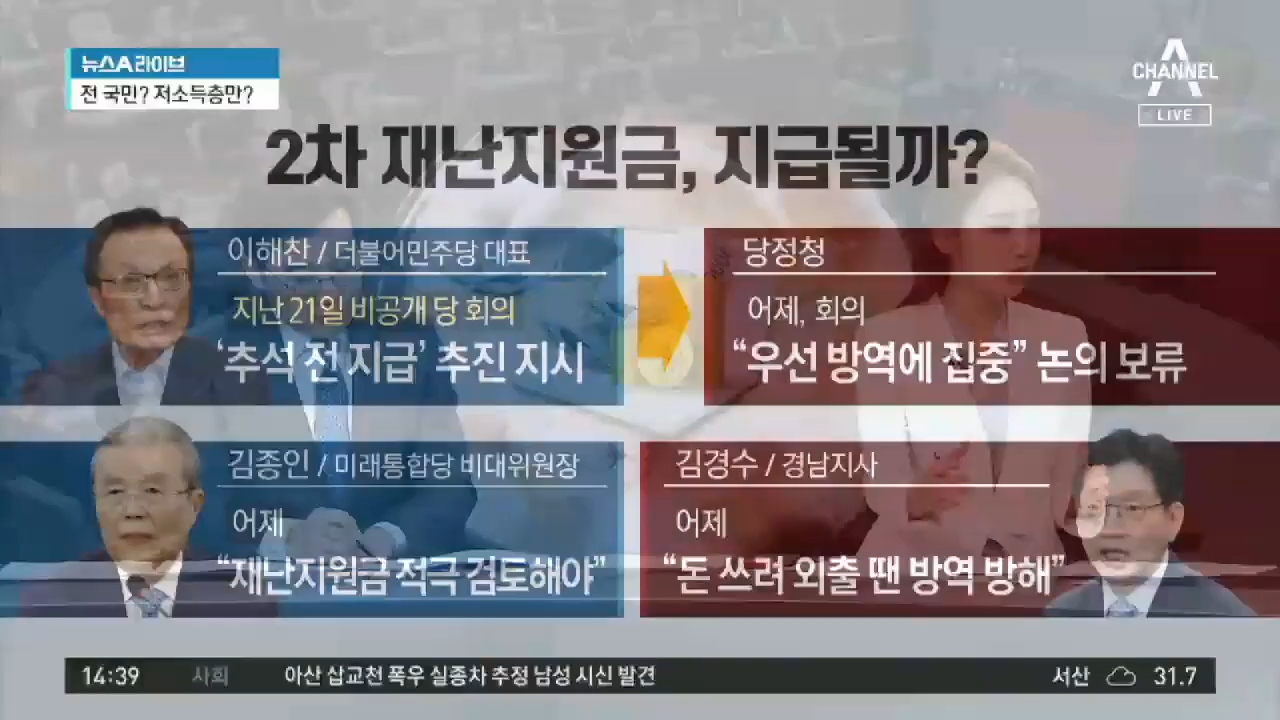 뉴스A라이브
전 국민? 저소득층만?
CHANNEL A
LIVE
2차 재난지원금, 지급될까?
이해찬 / 더불어민주당 대표
지난 21일 비공개 당 회의
‘추석 전 지급’ 추진 지시
당정청
어제, 회의
“우선 방역에 집중” 논의 보류
김종인 / 미래통합당 비대위원장
어제
“재난지원금 적극 검토해야”
김경수 / 경남지사
어제
“돈 쓰려 외출 땐 방역 방해”
14:39 사회 아산 삽교천 폭우 실종차 추정 남성 시신 발견 서산 31.7